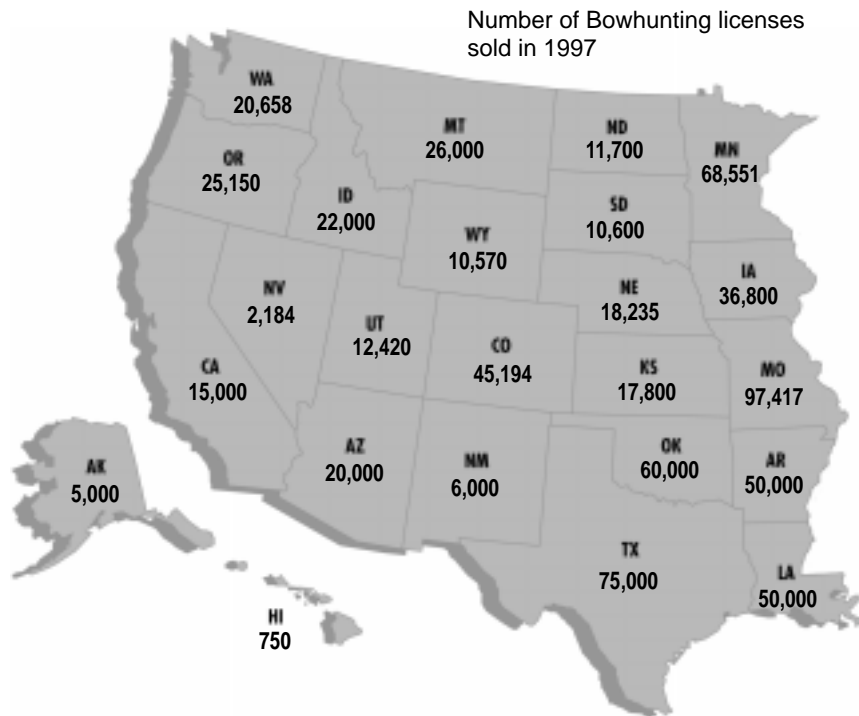 Number of Bowhunting licenses
sold in 1997
WA
20,658
MT
26,000
ND
11,700
MN
68,551
OR
25,150
ID
22,000
SD
10,600
WY
10,570
IA
36,800
NV
2,184
NE
18,235
UT
12,420
CO
45,194
CA
15,000
KS
17,800
MO
97,417
AZ
20,000
NM
6,000
OK
60,000
AR
50,000
AK
5,000
TX
75,000
LA
50,000
HI
750